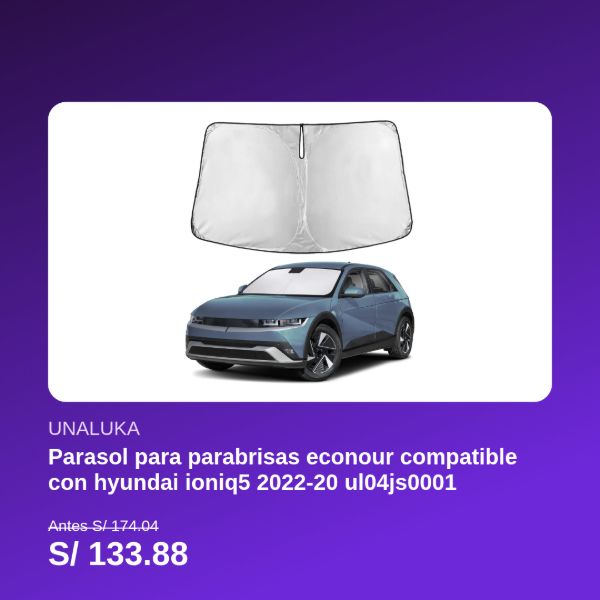 UNALUKA
Parasol para parabrisas econour compatible
con hyundai ioniq5 2022-20 ul04js0001
Antes S/ 174.04
S/ 133.88